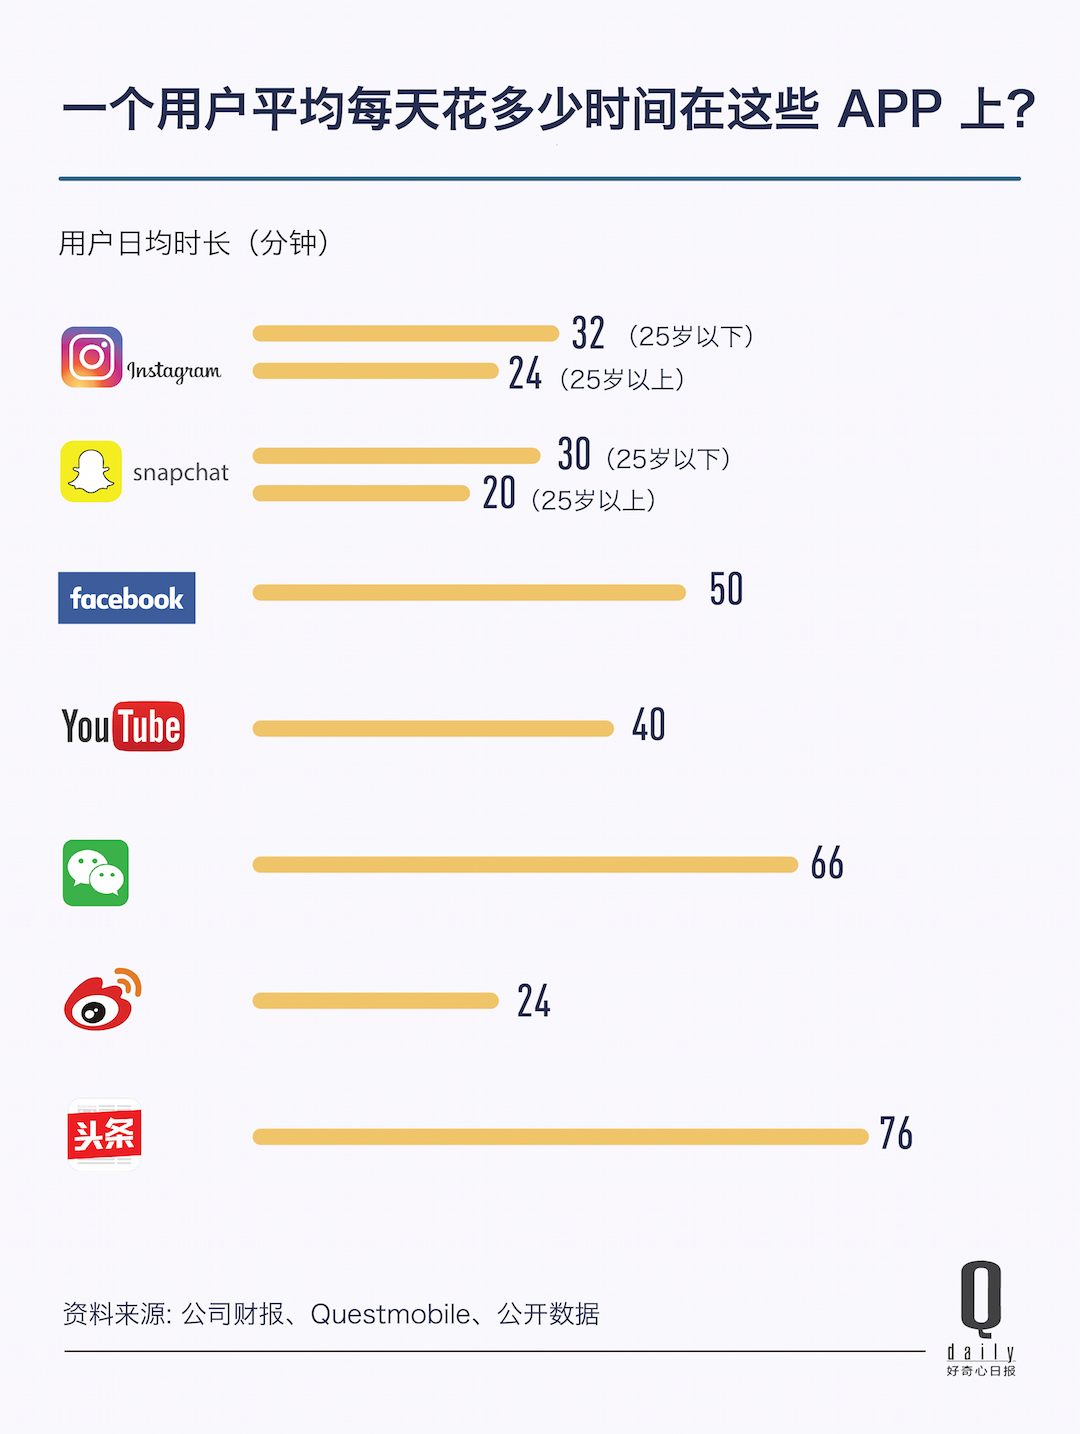 一个用户平均每天花多少时间在这些 APP 上?
用户日均时长（分钟）
Instagram
32 （25岁以下）
24（25岁以上）
snapchat
30（25岁以下）
20（25岁以上）
facebook
50
YouTube
40
66
24
头条
76
资料来源: 公司财报、Questmobile、公开数据
Q
daily
好奇心日报